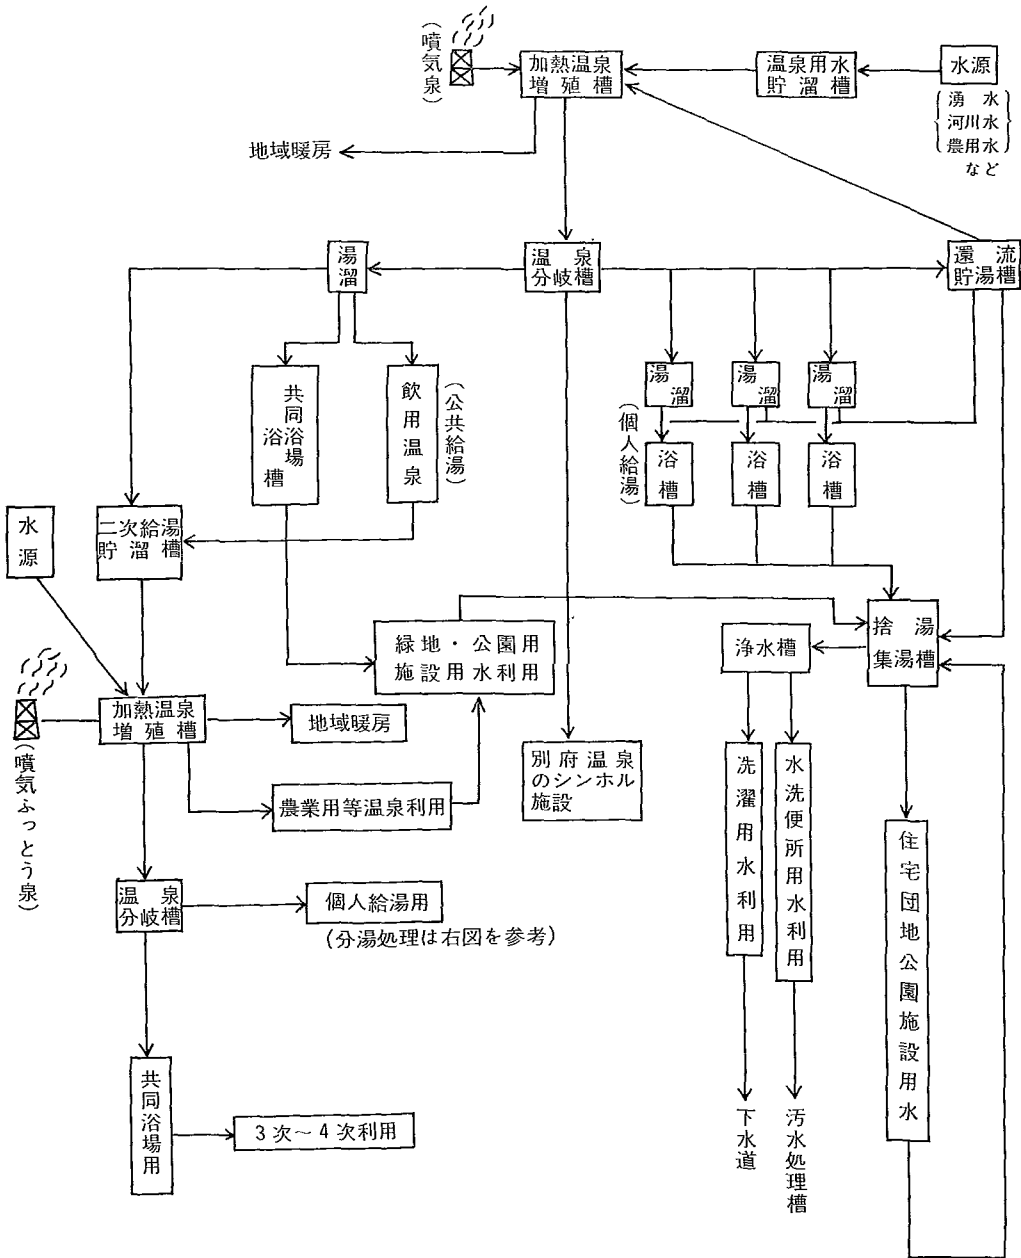 (噴気泉)
加熱温泉
増殖槽
温泉用水
貯溜槽
水源
湧水
河川水
農用水
など
地域暖房
湯
溜
温泉
分岐槽
還流
貯湯槽
共同浴場
浴槽
飲用温泉
(公共給湯)
湯
溜
湯
溜
湯
溜
(個人給湯)
浴
槽
浴
槽
浴
槽
水
源
二次給湯
貯溜槽
緑地・公園用
施設用水利用
浄水槽
捨湯
集湯槽
加熱温泉
増殖槽
(噴気ふっとう泉)
地域暖房
農業用等温泉利用
別府温泉
のシンホル
施設
洗濯用水利用
水洗便所用水利用
住宅団地公園施設用水
温泉
分岐槽
個人給湯用
(分湯処理は右図を参考)
共同浴場用
3次〜4次利用
下水道
汚水処理槽